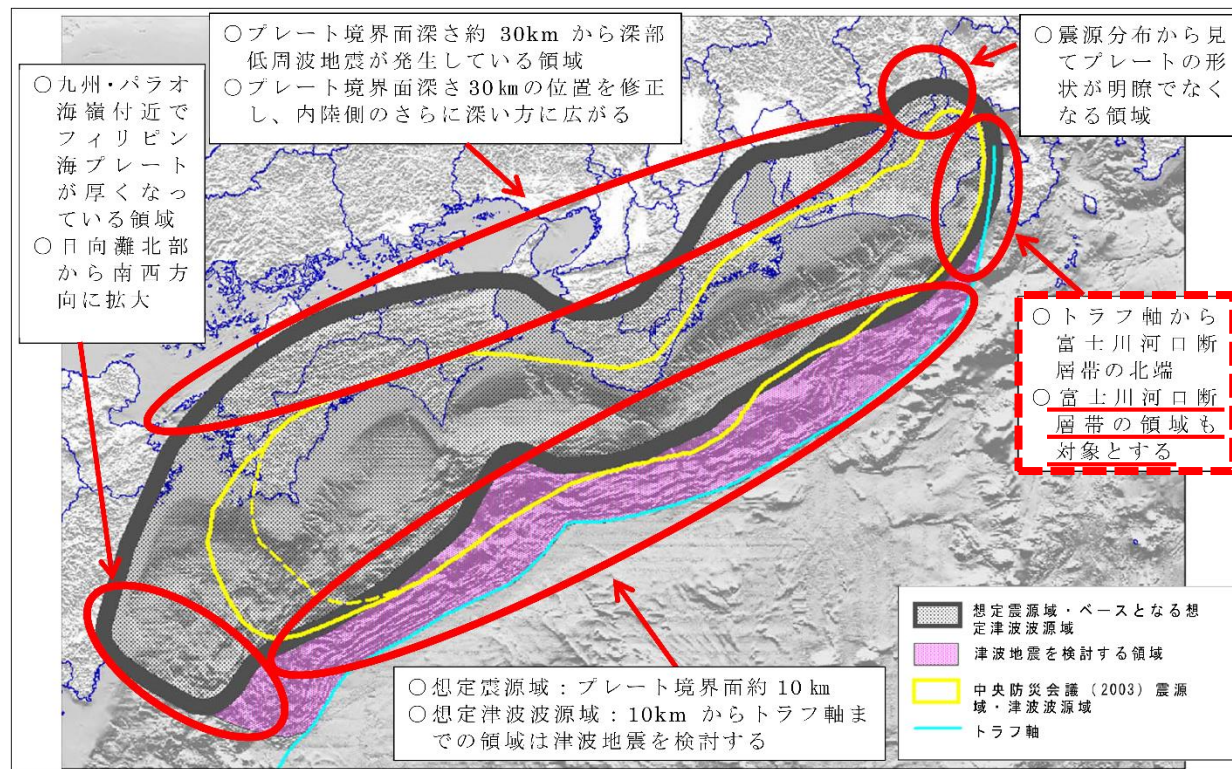 ○プレート境界面深さ約 30km から深部
低周波地震が発生している領域
○プレート境界面深さ30㎞の位置を修正
し、内陸側のさらに深い方に広がる
○震源分布から見
てプレートの形
状が明瞭でなく
なる領域
○九州・パラオ
海嶺付近で
フィリピン
海プレート
が厚くなっ
ている領域
○日向灘北部
から南西方
向に拡大
○トラフ軸から
富士川河口断
層帯の北端
○富士川河口断
層帯の領域も
対象とする
○想定震源域：プレート境界面約 10 ㎞
○想定津波波源域：10km からトラフ軸ま
での領域は津波地震を検討する
想定震源域・ベースとなる想
定津波波源域
津波地震を検討する領域
中央防災会議（2003）震源
域・津波波源域
トラフ軸